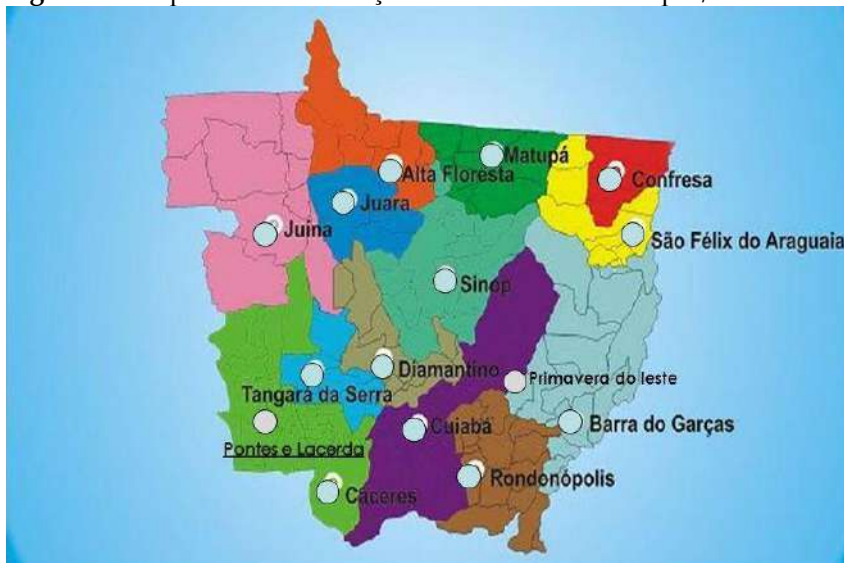 Matupá
Alta Floresta
Confresa
Juara
Juína
São Félix do Araguaia
Sinop
Diamantino
Primavera do leste
Tangará da Serra
Cuiabá
Barra do Garças
Pontes e Lacerda
Rondonópolis
Cáceres